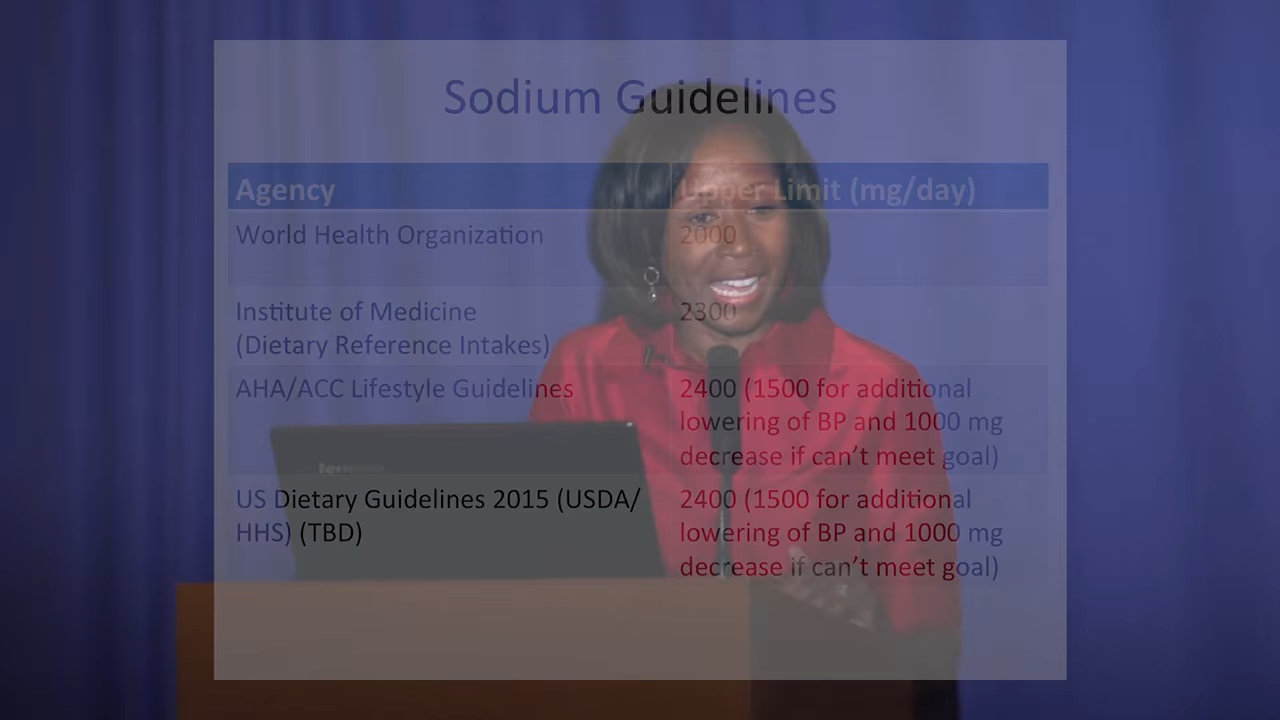 Sodium Guidelines
Agency
Upper Limit (mg/day)
World Health Organization
2000
Institute of Medicine
(Dietary Reference Intakes)
2300
AHA/ACC Lifestyle Guidelines
2400 (1500 for additional
lowering of BP and 1000 mg
decrease if can't meet goal)
US Dietary Guidelines 2015 (USDA/
HHS) (TBD)
2400 (1500 for additional
lowering of BP and 1000 mg
decrease if can't meet goal)